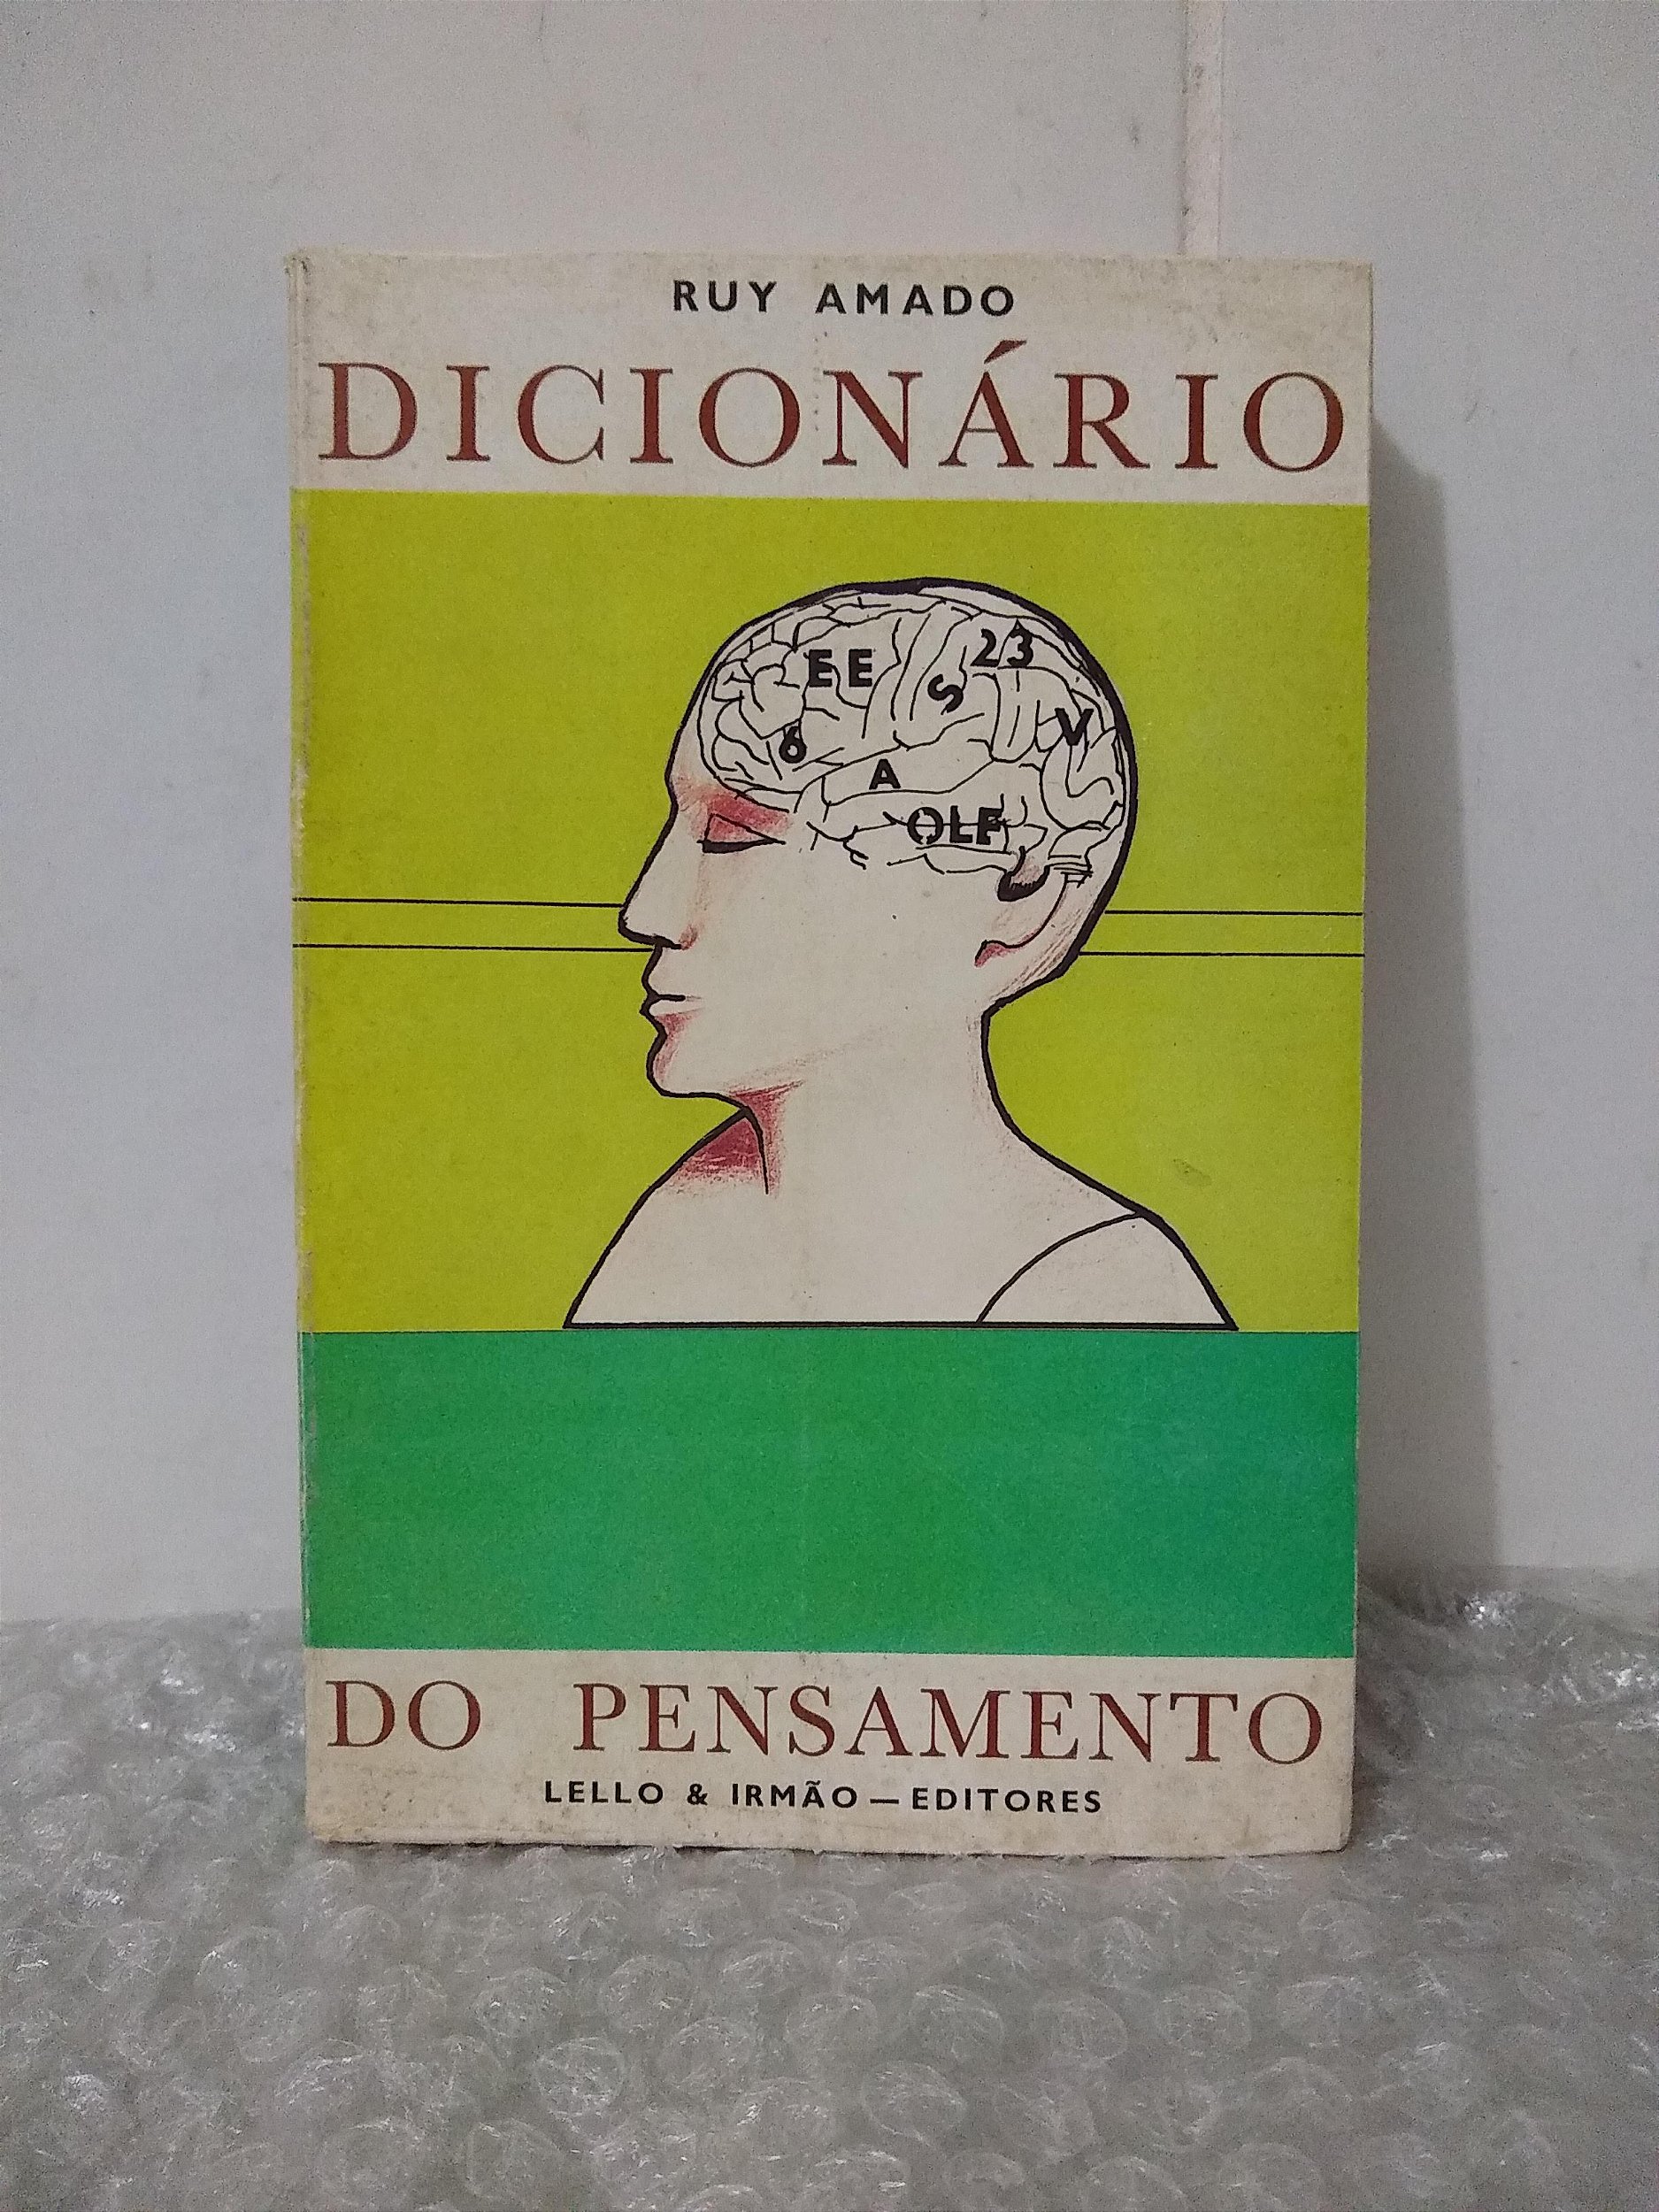 RUY AMADO
DICIONÁRIO
EE
S
23
6
A
V
OLF
DO PENSAMENTO
LELLO & IRMÃO — EDITORES